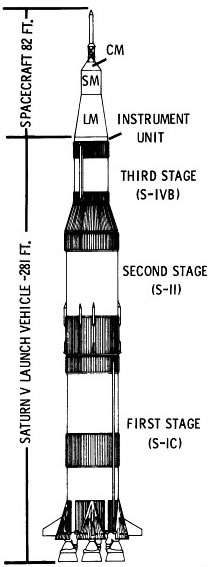 SPACECRAFT 82 FT.
CM
SM
LM
INSTRUMENT
UNIT
THIRD STAGE
(S-IVB)
SATURN V LAUNCH VEHICLE -281 FT.
SECOND STAGE
(S-II)
FIRST STAGE
(S-IC)